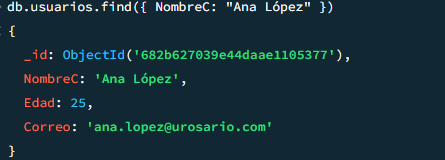 db.usuarios.find({ NombreC: "Ana López" })
{
_id: ObjectId('682b627039e44daae1105377'),
NombreC: 'Ana López',
Edad: 25,
Correo: 'ana.lopez@urosario.com'
}